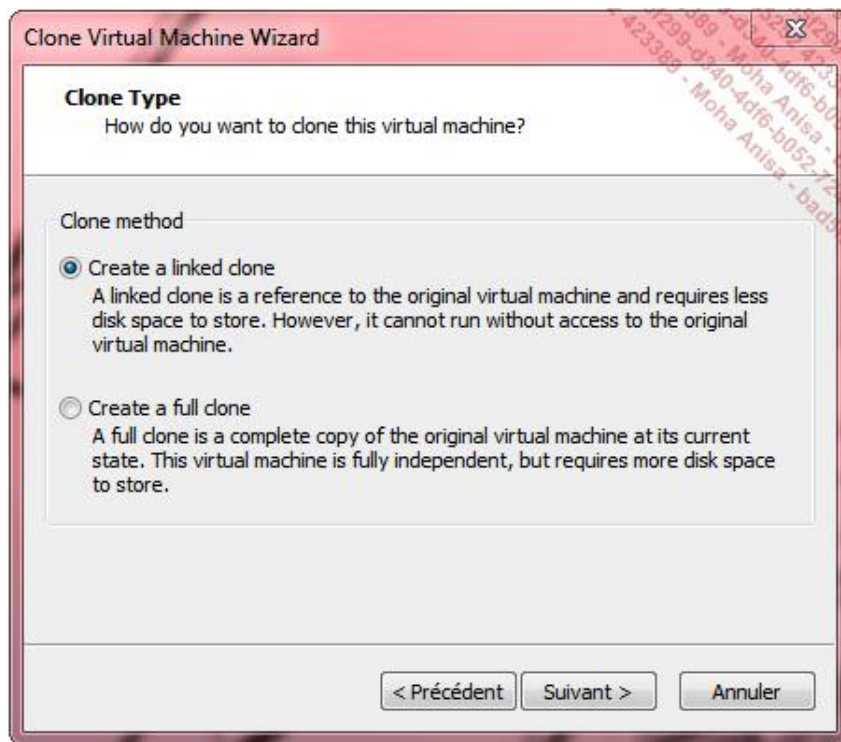 Clone Virtual Machine Wizard
Clone Type
How do you want to clone this virtual machine?
Clone method
Create a linked clone
A linked clone is a reference to the original virtual machine and requires less
disk space to store. However, it cannot run without access to the original
virtual machine.
Create a full clone
A full clone is a complete copy of the original virtual machine at its current
state. This virtual machine is fully independent, but requires more disk space
to store.
< Précédent
Suivant >
Annuler
423389 - Moha Anisa